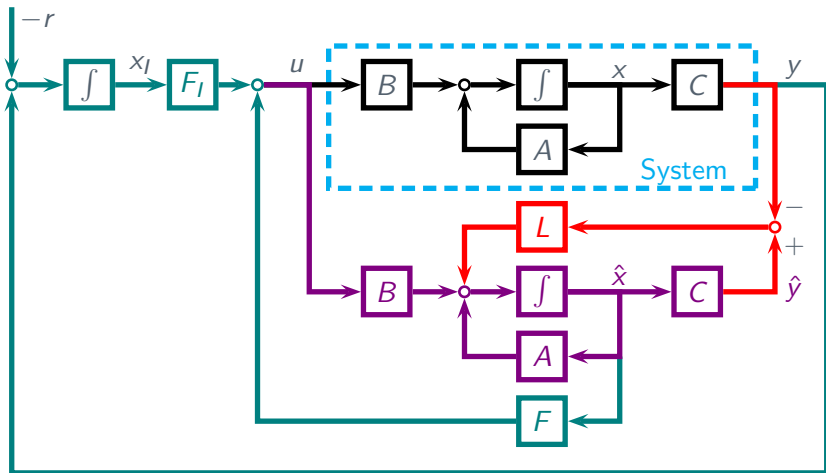 −r
∫
x_I
F_I
u
B
∫
x
C
y
A
System
−
L
+
B
∫
x̂
C
ŷ
A
F